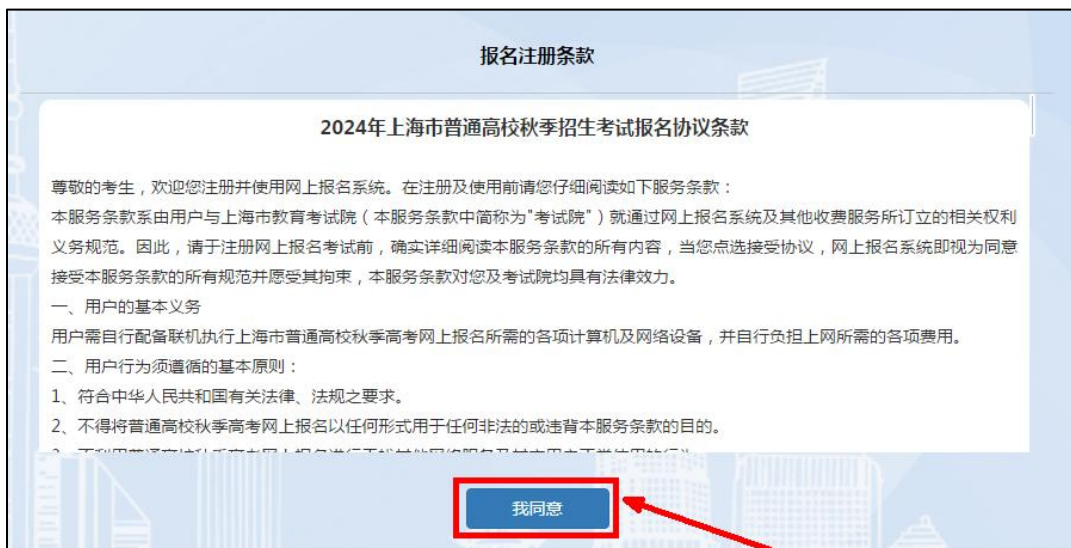 报名注册条款
2024年上海市普通高校秋季招生考试报名协议条款
尊敬的考生，欢迎您注册并使用网上报名系统。在注册及使用前请您仔细阅读如下服务条款：
本服务条款系由用户与上海市教育考试院（本服务条款中简称为"考试院"）就通过网上报名系统及其他收费服务所订立的相关权利
义务规范。因此，请于注册网上报名考试前，确实详细阅读本服务条款的所有内容，当您点选接受协议，网上报名系统即视为同意
接受本服务条款的所有规范并愿受其拘束，本服务条款对您及考试院均具有法律效力。
一、用户的基本义务
用户需自行配备联机执行上海市普通高校秋季高考网上报名所需的各项计算机及网络设备，并自行负担上网所需的各项费用。
二、用户行为须遵循的基本原则：
1、符合中华人民共和国有关法律、法规之要求。
2、不得将普通高校秋季高考网上报名以任何形式用于任何非法的或违背本服务条款的目的。
我同意